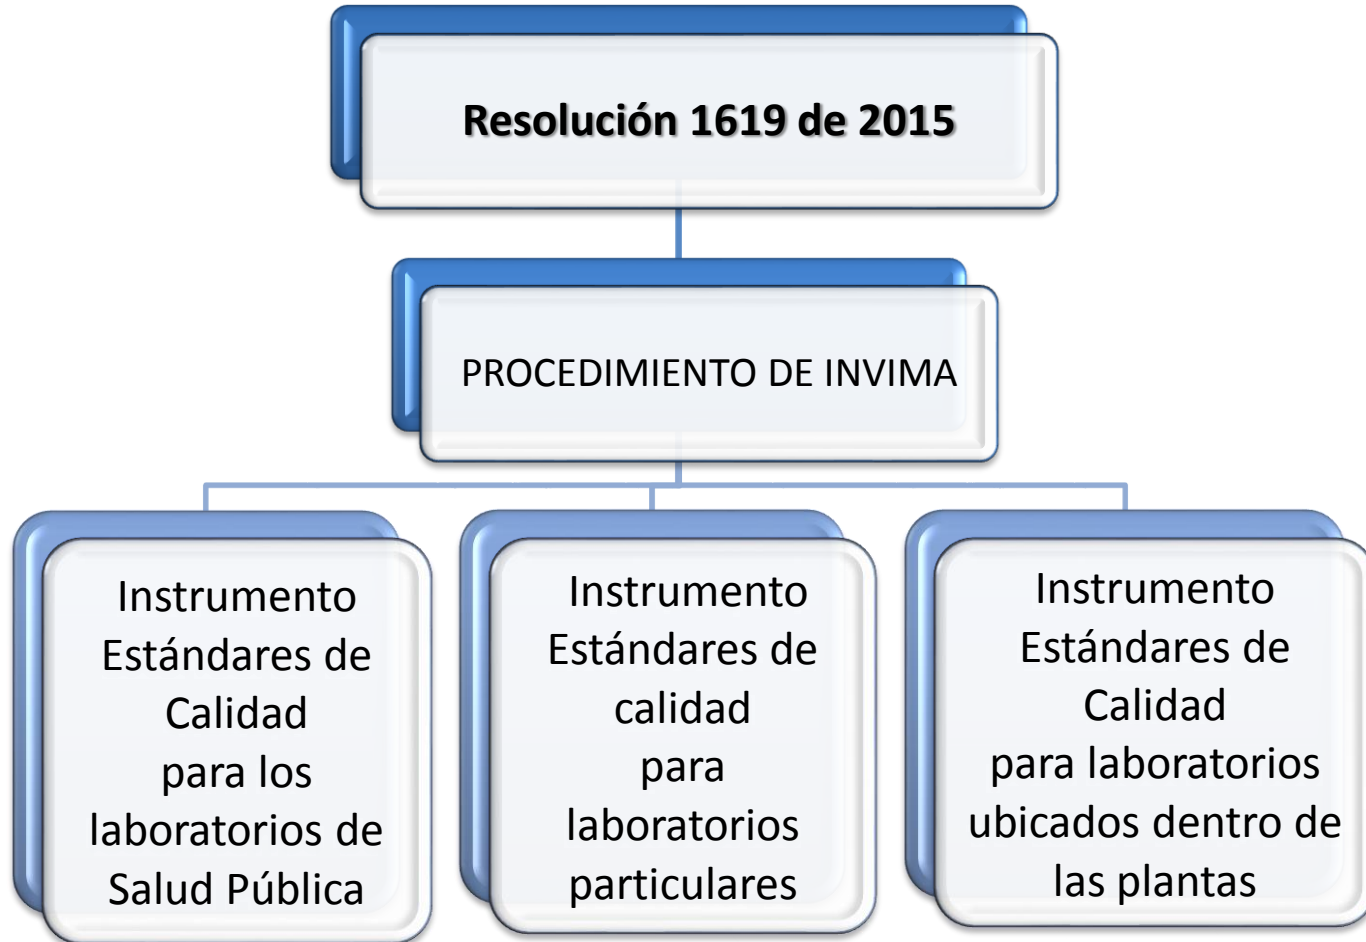 Resolución 1619 de 2015
PROCEDIMIENTO DE INVIMA
Instrumento
Estándares de
Calidad
para los
laboratorios de
Salud Pública
Instrumento
Estándares de
calidad
para
laboratorios
particulares
Instrumento
Estándares de
Calidad
para laboratorios
ubicados dentro de
las plantas